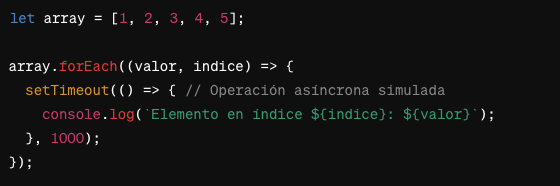 let array = [1, 2, 3, 4, 5];
array.forEach((valor, indice) => {
setTimeout(() => { // Operación asíncrona simulada
console.log(`Elemento en índice ${indice}: ${valor}`);
}, 1000);
});